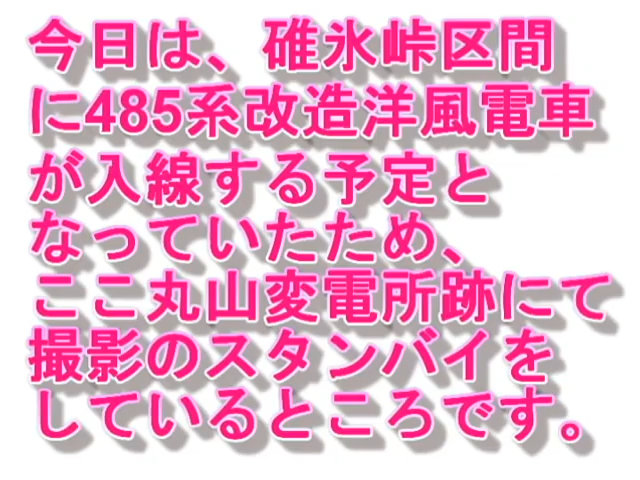 今日は、碓氷峠区間
に485系改造洋風電車
が入線する予定と
なっていたため、
ここ丸山変電所跡にて
撮影のスタンバイを
しているところです。